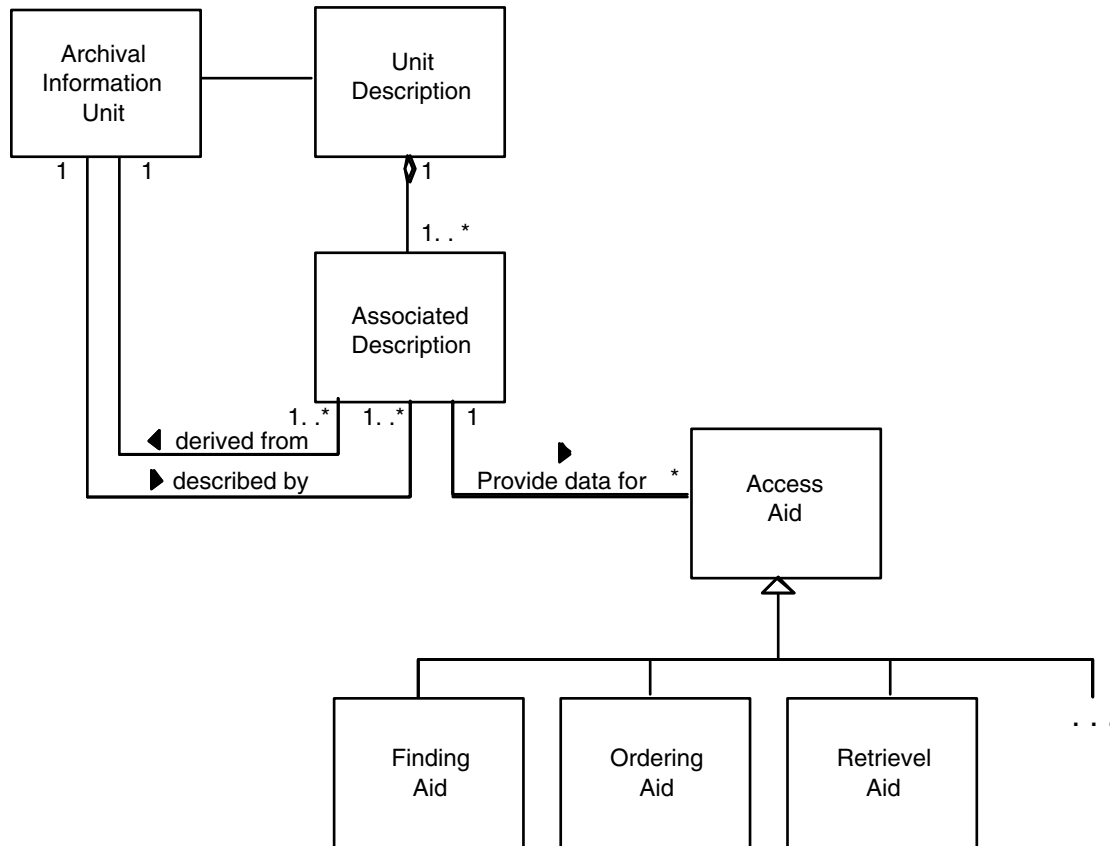 Archival
Information
Unit
Unit
Description
1
1
1
1. . *
Associated
Description
1. .*
1. .*
1
derived from
described by
Provide data for
*
Access
Aid
Finding
Aid
Ordering
Aid
Retrievel
Aid
. . .